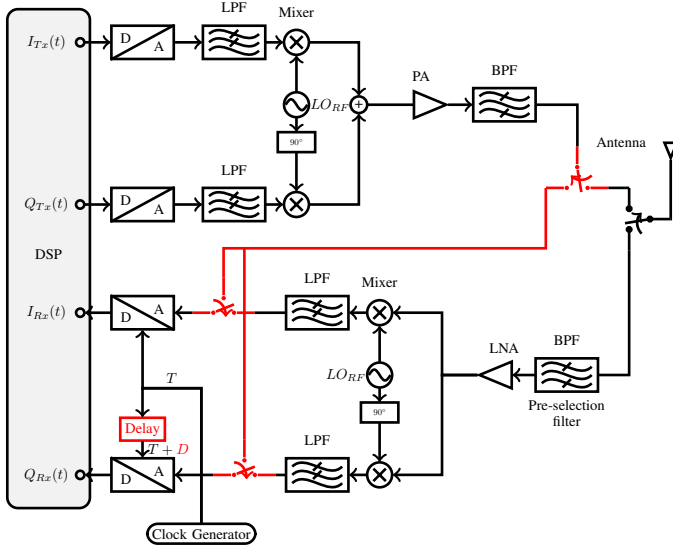 LPF
Mixer
I_{Tx}(t)
D
A
PA
BPF
LO_{RF}
+
90°
Antenna
LPF
Q_{Tx}(t)
D
A
DSP
LPF
Mixer
I_{Rx}(t)
D
A
LNA
BPF
T
LO_{RF}
90°
Pre-selection
filter
Delay
T + D
LPF
Q_{Rx}(t)
D
A
Clock Generator